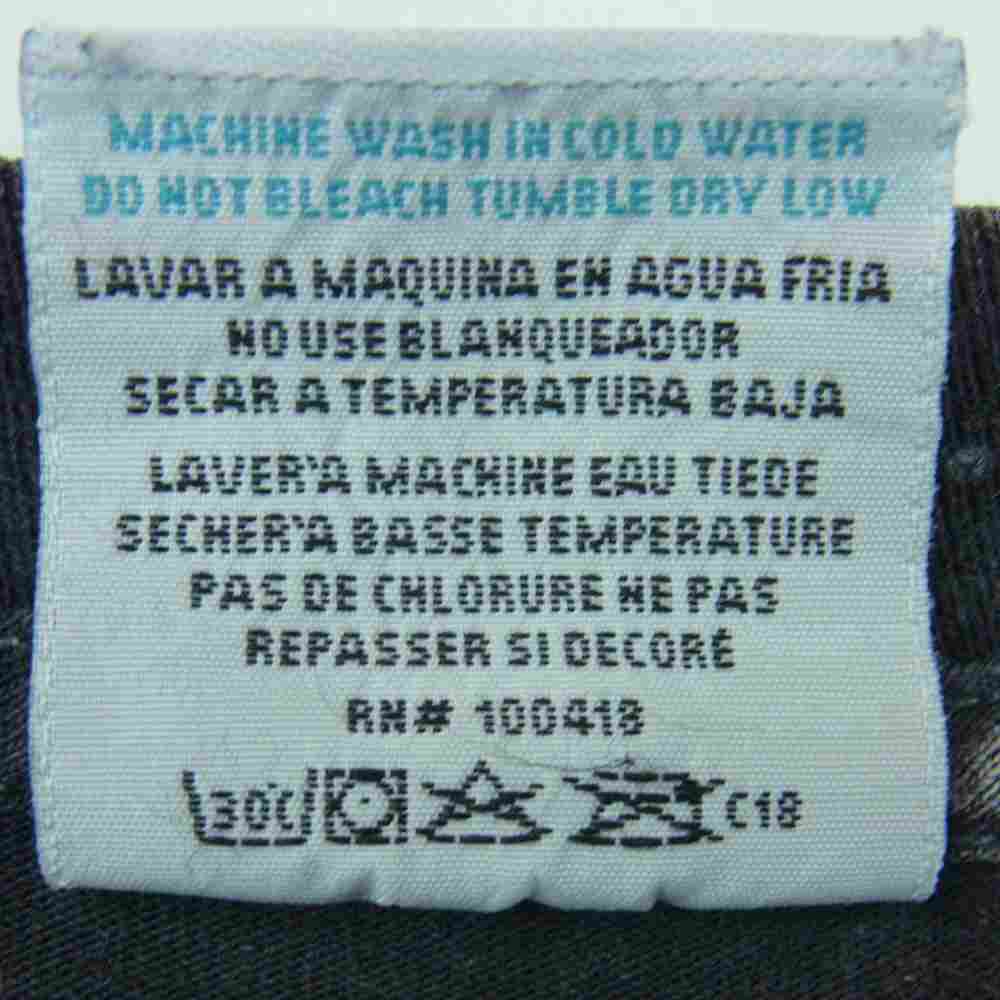 MACHINE WASH IN COLD WATER
DO NOT BLEACH TUMBLE DRY LOW
LAVAR A MAQUINA EN AGUA FRIA
NO USE BLANQUEADOR
SECAR A TEMPERATURA BAJA
LAVER'A MACHINE EAU TIEDE
SECHER'A BASSE TEMPERATURE
PAS DE CHLORURE NE PAS
REPASSER SI DECORÉ
RN# 100418
30C C18